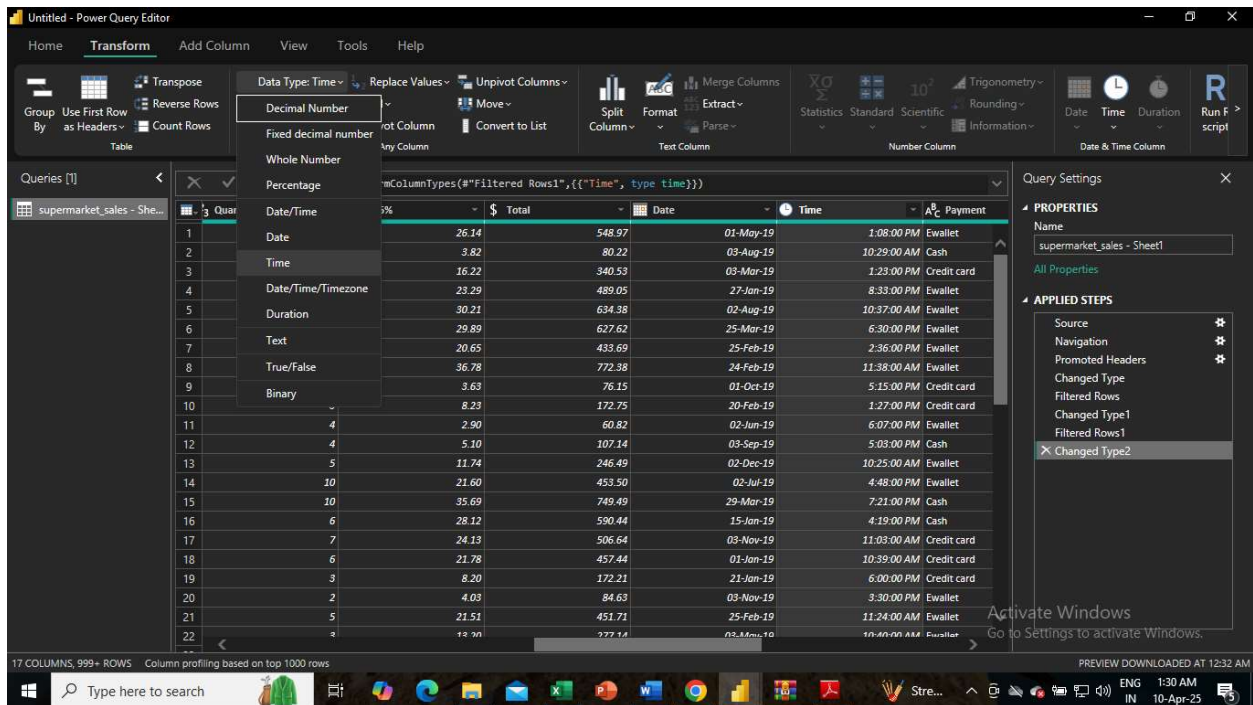 Untitled - Power Query Editor
Home Transform Add Column View Tools Help
Group By
Use First Row as Headers
Transpose
Reverse Rows
Count Rows
Table
Data Type: Time
Replace Values
Unpivot Columns
Move
Convert to List
Any Column
Split Column
ABC
Format
Merge Columns
Extract
Parse
Text Column
Statistics
Standard
Scientific
Trigonometry
Rounding
Information
Number Column
Date
Time
Duration
Date & Time Column
Run R script
Decimal Number
Fixed decimal number
Whole Number
Percentage
Date/Time
Date
Time
Date/Time/Timezone
Duration
Text
True/False
Binary
Queries [1]
supermarket_sales - She...
mColumnTypes(#"Filtered Rows1",{{"Time", type time}})
Quan 5% $ Total Date Time Payment
1 26.14 548.97 01-May-19 1:08:00 PM Ewallet
2 3.82 80.22 03-Aug-19 10:29:00 AM Cash
3 16.22 340.53 03-Mar-19 1:23:00 PM Credit card
4 23.29 489.05 27-Jan-19 8:33:00 PM Ewallet
5 30.21 634.38 02-Aug-19 10:37:00 AM Ewallet
6 29.89 627.62 25-Mar-19 6:30:00 PM Ewallet
7 20.65 433.69 25-Feb-19 2:36:00 PM Ewallet
8 36.78 772.38 24-Feb-19 11:38:00 AM Ewallet
9 3.63 76.15 01-Oct-19 5:15:00 PM Credit card
10 8.23 172.75 20-Feb-19 1:27:00 PM Credit card
11 4 2.90 60.82 02-Jun-19 6:07:00 PM Ewallet
12 4 5.10 107.14 03-Sep-19 5:03:00 PM Cash
13 5 11.74 246.49 02-Dec-19 10:25:00 AM Ewallet
14 10 21.60 453.50 02-Jul-19 4:48:00 PM Ewallet
15 10 35.69 749.49 29-Mar-19 7:21:00 PM Cash
16 6 28.12 590.44 15-Jan-19 4:19:00 PM Cash
17 7 24.13 506.64 03-Nov-19 11:03:00 AM Credit card
18 6 21.78 457.44 01-Jan-19 10:39:00 AM Credit card
19 3 8.20 172.21 21-Jan-19 6:00:00 PM Credit card
20 2 4.03 84.63 03-Nov-19 3:30:00 PM Ewallet
21 5 21.51 451.71 25-Feb-19 11:24:00 AM Ewallet
22 3 13.20 277.14 03-May-19 10:40:00 AM Ewallet
Query Settings
PROPERTIES
Name
supermarket_sales - Sheet1
All Properties
APPLIED STEPS
Source
Navigation
Promoted Headers
Changed Type
Filtered Rows
Changed Type1
Filtered Rows1
Changed Type2
Activate Windows
Go to Settings to activate Windows.
17 COLUMNS, 999+ ROWS Column profiling based on top 1000 rows
PREVIEW DOWNLOADED AT 12:32 AM
Type here to search
Stre...
ENG
IN
1:30 AM
10-Apr-25